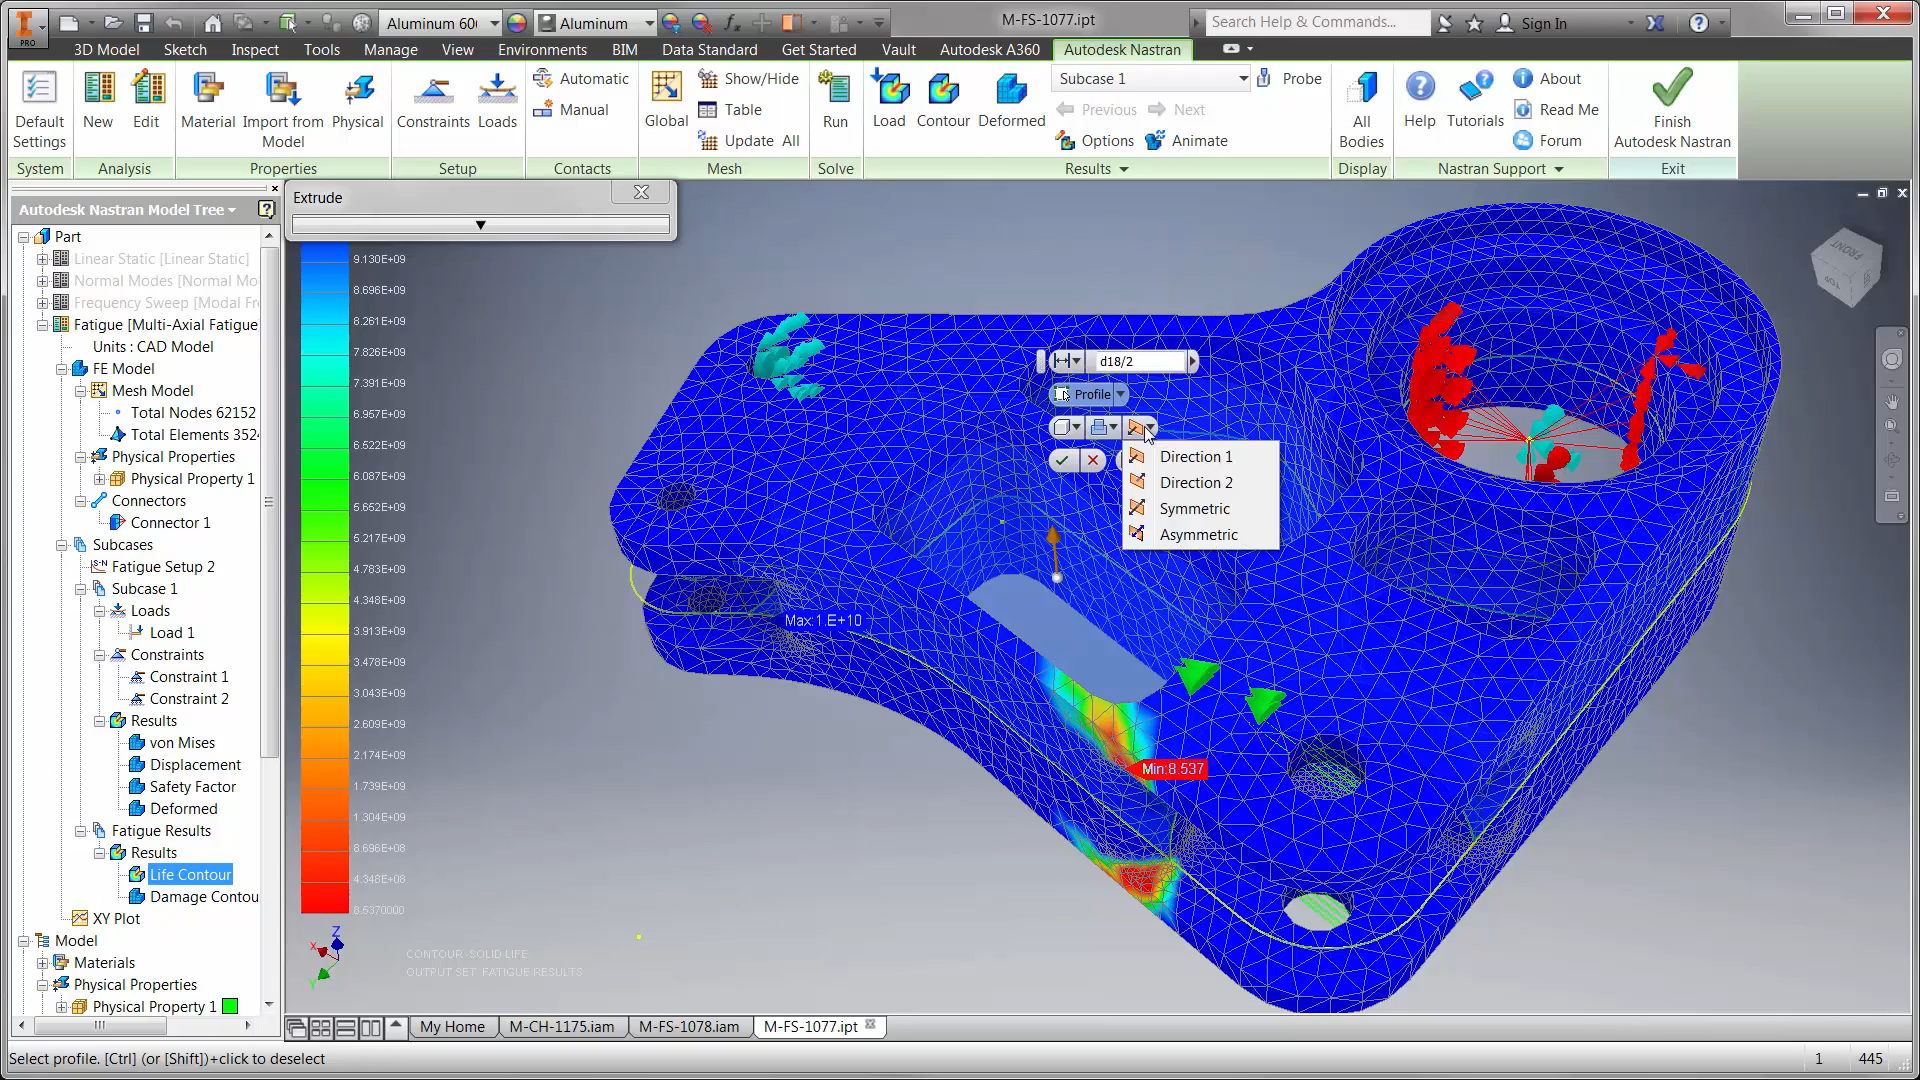 Aluminum 606
Aluminum
M-FS-1077.ipt
Search Help & Commands...
Sign In
PRO
3D Model
Sketch
Inspect
Tools
Manage
View
Environments
BIM
Data Standard
Get Started
Vault
Autodesk A360
Autodesk Nastran
Default Settings
New
Edit
Material
Import from Model
Physical
Constraints
Loads
Automatic
Manual
Global
Show/Hide
Table
Update All
Run
Load
Contour
Deformed
Subcase 1
Probe
Previous
Next
Options
Animate
All Bodies
Help
Tutorials
About
Read Me
Forum
Finish Autodesk Nastran
System
Analysis
Properties
Setup
Contacts
Mesh
Solve
Results
Display
Nastran Support
Exit
Autodesk Nastran Model Tree
Part
Linear Static [Linear Static]
Normal Modes [Normal Mo
Frequency Sweep [Modal Fr
Fatigue [Multi-Axial Fatigue
Units : CAD Model
FE Model
Mesh Model
Total Nodes 62152
Total Elements 3524
Physical Properties
Physical Property 1
Connectors
Connector 1
Subcases
Fatigue Setup 2
Subcase 1
Loads
Load 1
Constraints
Constraint 1
Constraint 2
Results
von Mises
Displacement
Safety Factor
Deformed
Fatigue Results
Results
Life Contour
Damage Contou
XY Plot
Model
Materials
Physical Properties
Physical Property 1
Extrude
9.130E+09
8.696E+09
8.261E+09
7.826E+09
7.391E+09
6.957E+09
6.522E+09
6.087E+09
5.652E+09
5.217E+09
4.783E+09
4.348E+09
3.913E+09
3.478E+09
3.043E+09
2.609E+09
2.174E+09
1.739E+09
1.304E+09
8.696E+08
4.348E+08
8.5370000
d18/2
Profile
Direction 1
Direction 2
Symmetric
Asymmetric
Max:1.E+10
Min:8.537
FRONT
TOP
Z
X
Y
CONTOUR: SOLID LIFE
OUTPUT SET: FATIGUE RESULTS
My Home
M-CH-1175.iam
M-FS-1078.iam
M-FS-1077.ipt
Select profile. [Ctrl] (or [Shift])+click to deselect
1
445